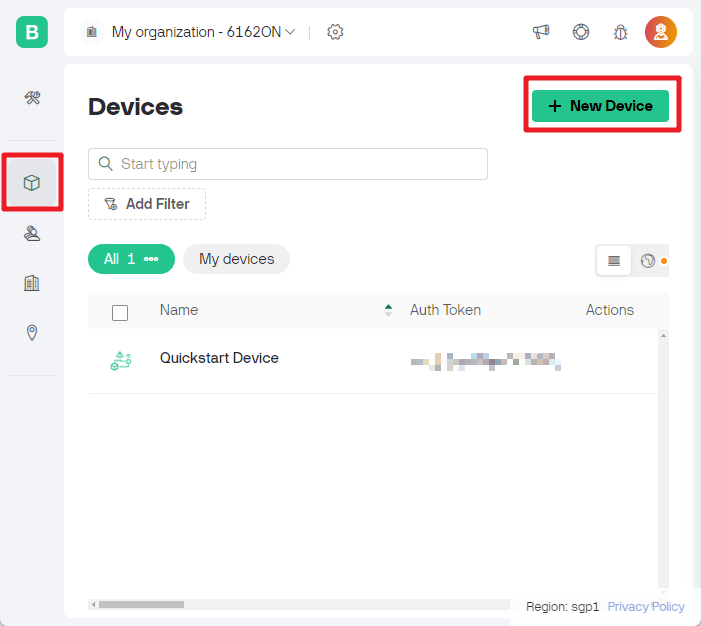 B
My organization - 6162ON
Devices
+ New Device
Start typing
Add Filter
All 1 •••
My devices
Name
Auth Token
Actions
Quickstart Device
Region: sgp1 Privacy Policy